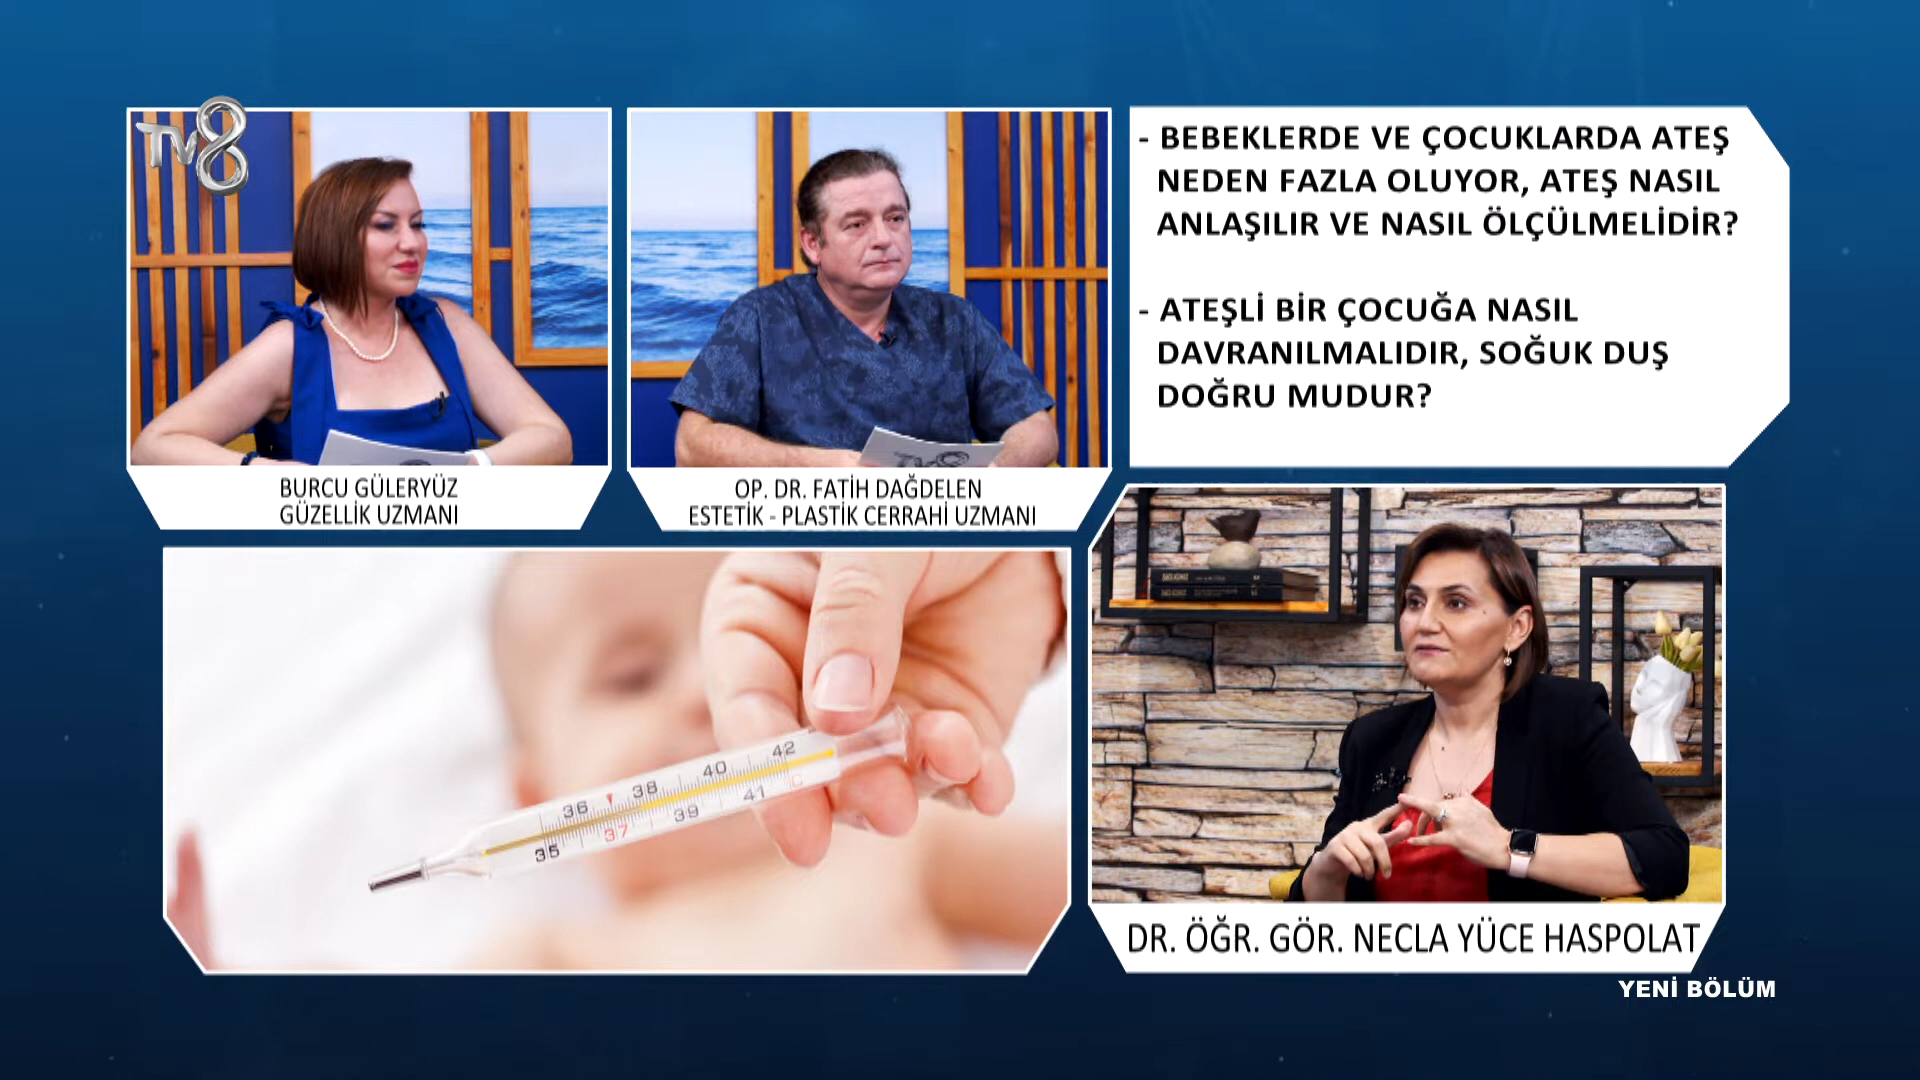 TV8
- BEBEKLERDE VE ÇOCUKLARDA ATEŞ
NEDEN FAZLA OLUYOR, ATEŞ NASIL
ANLAŞILIR VE NASIL ÖLÇÜLMELİDİR?
- ATEŞLİ BİR ÇOCUĞA NASIL
DAVRANILMALIDIR, SOĞUK DUŞ
DOĞRU MUDUR?
TV8
BURCU GÜLERYÜZ
GÜZELLİK UZMANI
OP. DR. FATİH DAĞDELEN
ESTETİK - PLASTİK CERRAHİ UZMANI
36 38 40 42
35 37 39 41 C
DR. ÖĞR. GÖR. NECLA YÜCE HASPOLAT
YENİ BÖLÜM